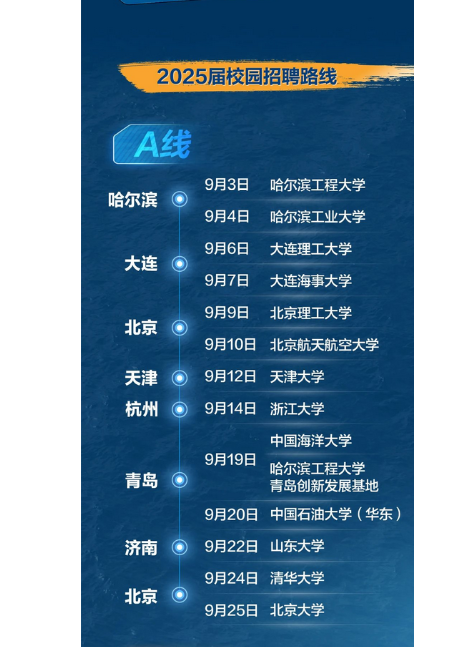 2025届校园招聘路线
A线
哈尔滨
9月3日 哈尔滨工程大学
9月4日 哈尔滨工业大学
大连
9月6日 大连理工大学
9月7日 大连海事大学
北京
9月9日 北京理工大学
9月10日 北京航天航空大学
天津 9月12日 天津大学
杭州 9月14日 浙江大学
青岛
9月19日
中国海洋大学
哈尔滨工程大学
青岛创新发展基地
9月20日 中国石油大学（华东）
济南 9月22日 山东大学
北京
9月24日 清华大学
9月25日 北京大学